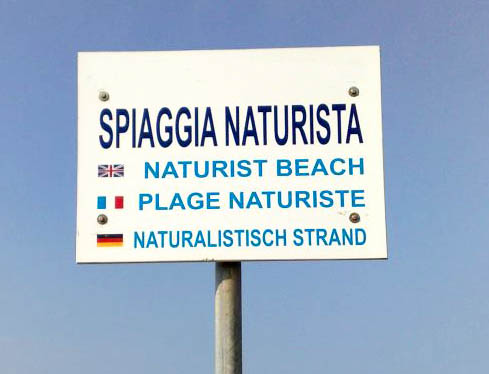 SPIAGGIA NATURISTA
NATURIST BEACH
PLAGE NATURISTE
NATURALISTISCH STRAND